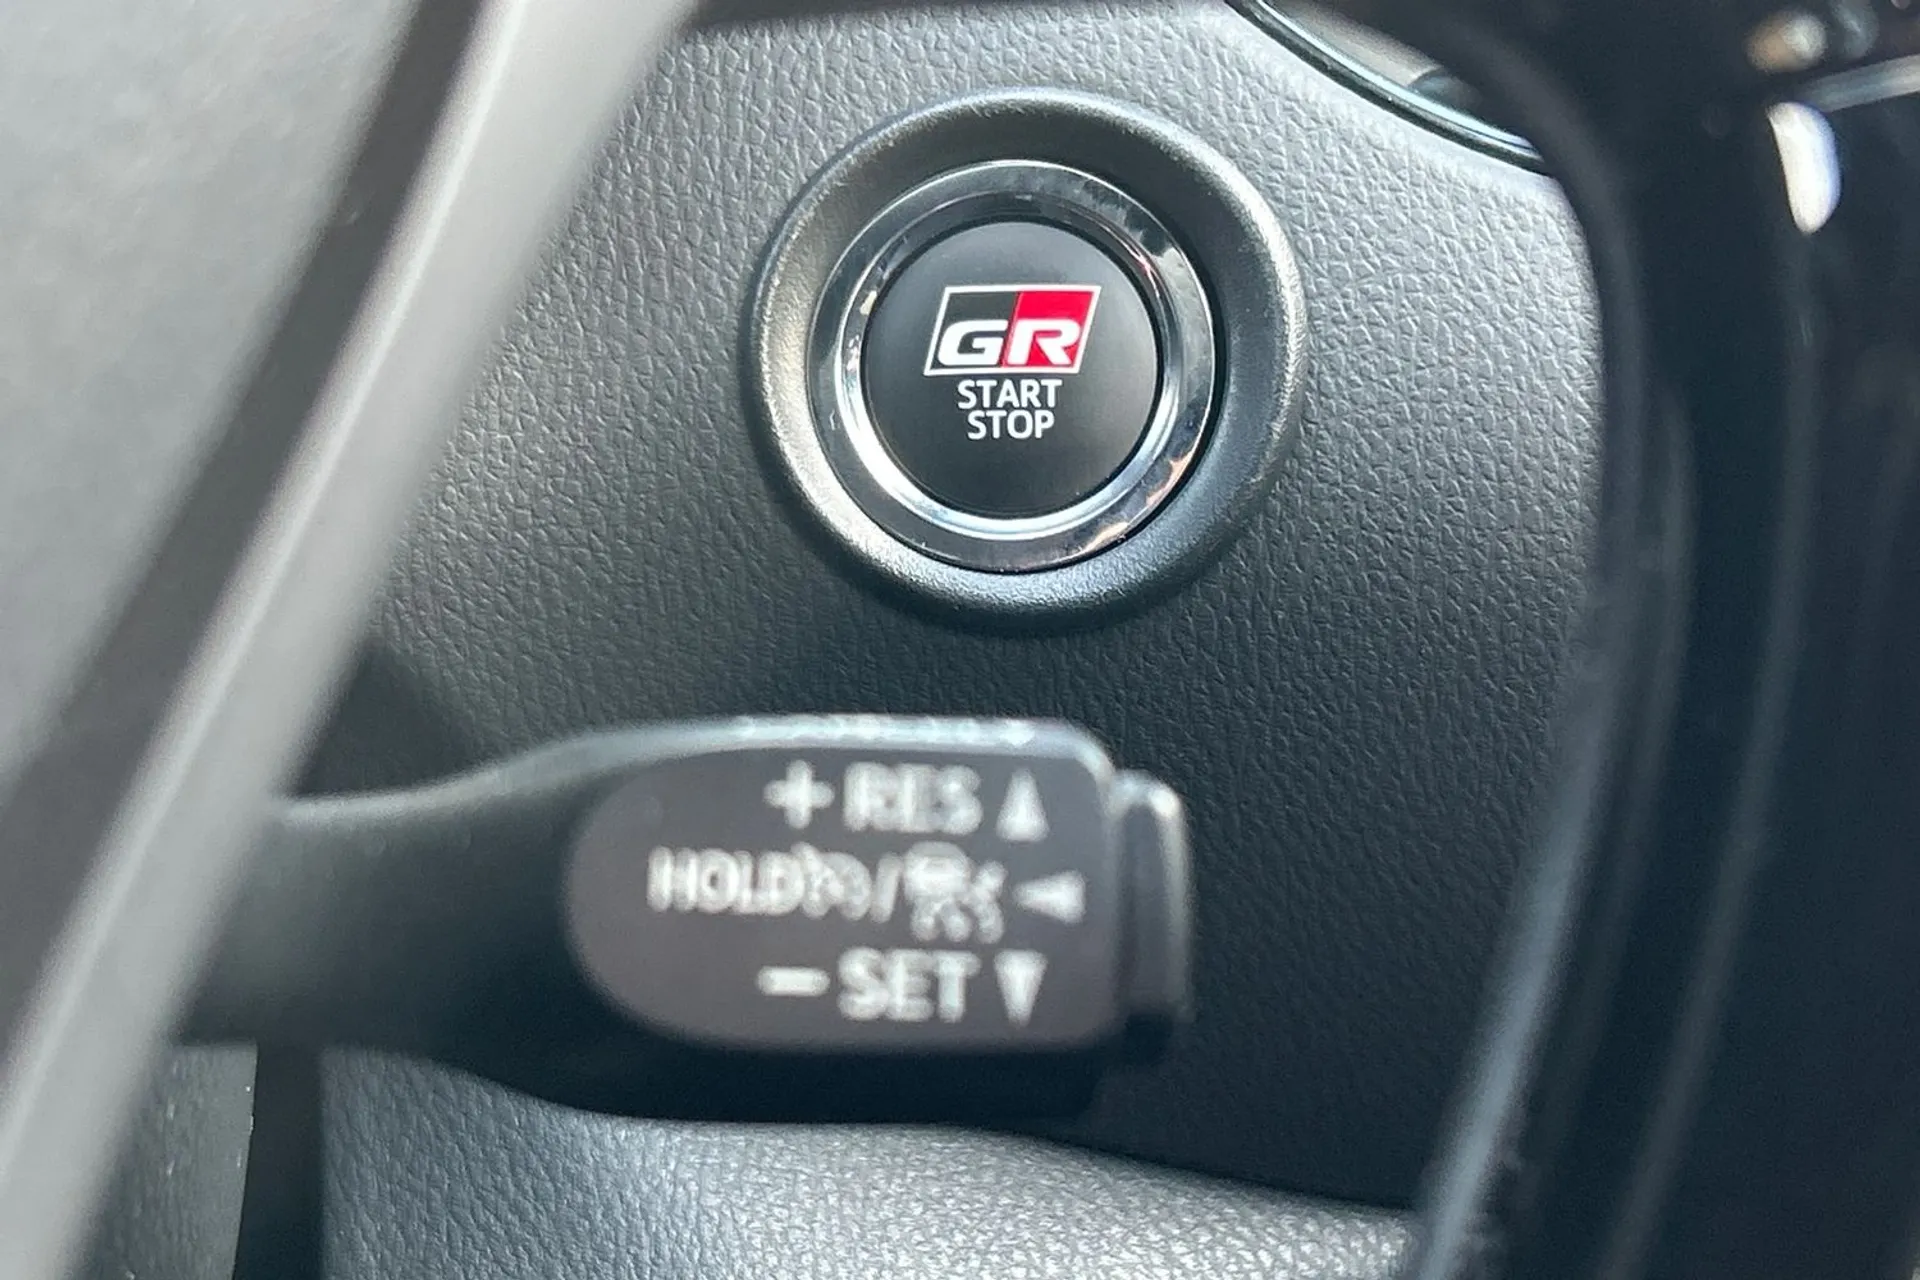 GR
START
STOP
+ RES ▲
HOLD / ◀
− SET ▼